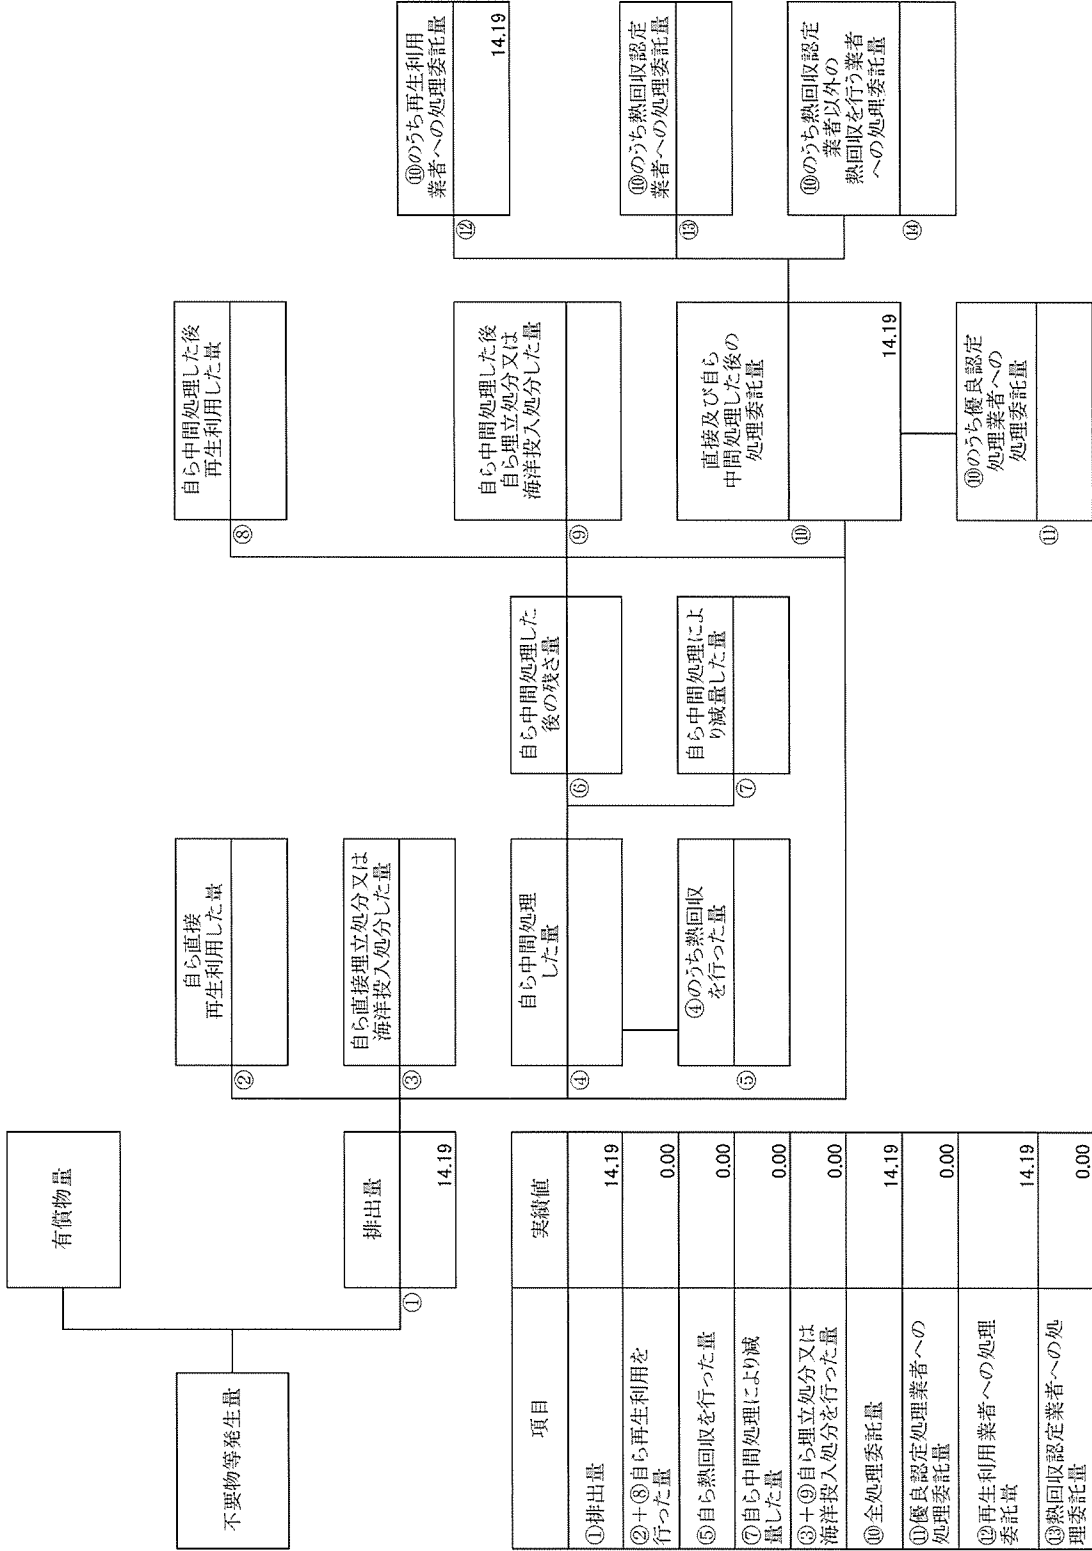 不要物等発生量
有償物量
①
排出量
14.19
②
自ら直接
再生利用した量
③
自ら直接埋立処分又は
海洋投入処分した量
④
自ら中間処理
した量
⑤
④のうち熱回収
を行った量
⑥
自ら中間処理した
後の残さ量
⑦
自ら中間処理によ
り減量した量
⑧
自ら中間処理した後
再生利用した量
⑨
自ら中間処理した後
自ら埋立処分又は
海洋投入処分した量
⑩
直接及び自ら
中間処理した後の
処理委託量
14.19
⑪
⑩のうち優良認定
処理業者への
処理委託量
⑫
⑩のうち再生利用
業者への処理委託量
14.19
⑬
⑩のうち熱回収認定
業者への処理委託量
⑭
⑩のうち熱回収認定
業者以外の
熱回収を行う業者
への処理委託量
項目 実績値
①排出量 14.19
②+⑧自ら再生利用を
行った量 0.00
⑤自ら熱回収を行った量 0.00
⑦自ら中間処理により減
量した量 0.00
③+⑨自ら埋立処分又は
海洋投入処分を行った量 0.00
⑩全処理委託量 14.19
⑪優良認定処理業者への
処理委託量 0.00
⑫再生利用業者への処理
委託量 14.19
⑬熱回収認定業者への処
理委託量 0.00